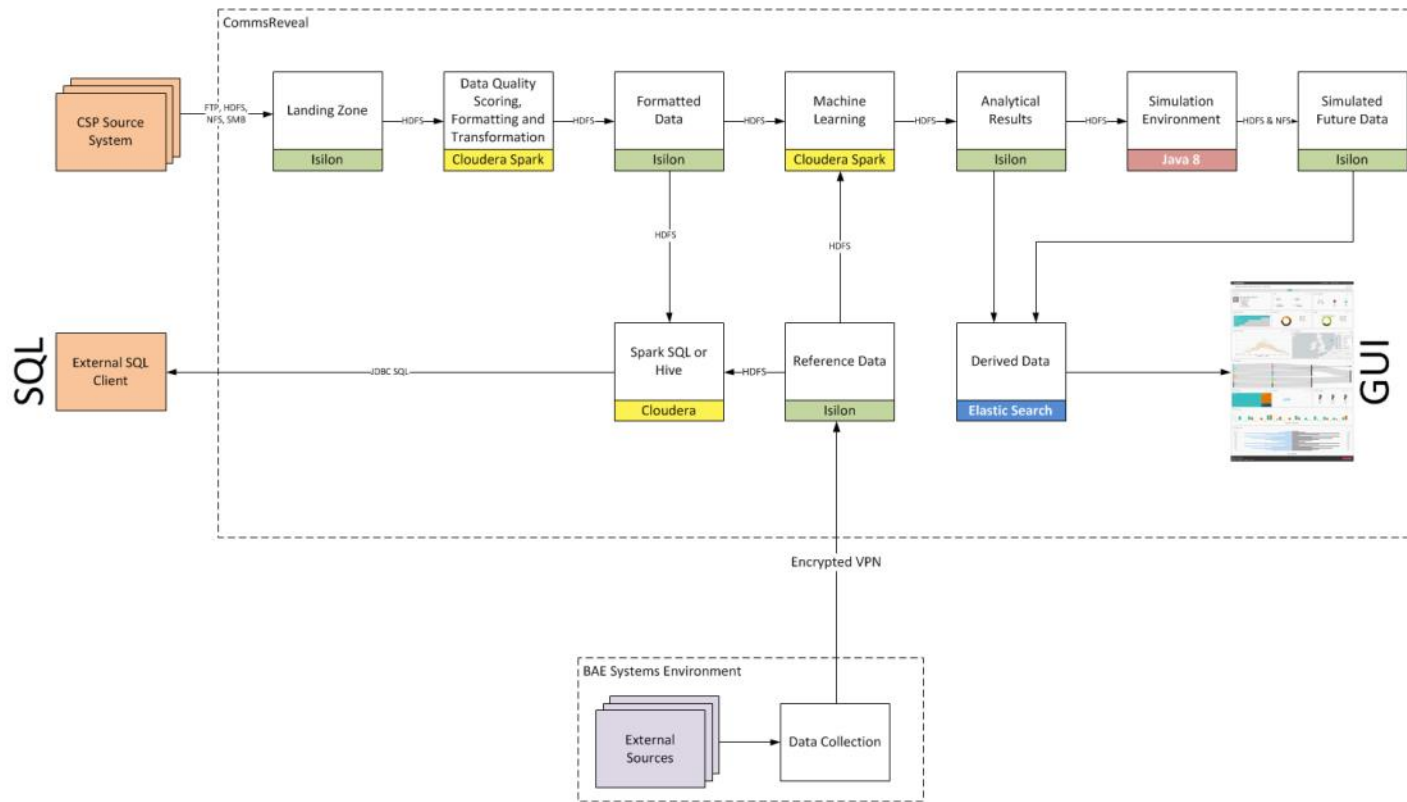 CommsReveal
CSP Source
System
FTP, HDFS,
NFS, SMB
Landing Zone
Isilon
HDFS
Data Quality
Scoring,
Formatting and
Transformation
Cloudera Spark
HDFS
Formatted
Data
Isilon
HDFS
Machine
Learning
Cloudera Spark
HDFS
Analytical
Results
Isilon
HDFS
Simulation
Environment
Java 8
HDFS & NFS
Simulated
Future Data
Isilon
HDFS
HDFS
SQL
External SQL
Client
JDBC SQL
Spark SQL or
Hive
Cloudera
HDFS
Reference Data
Isilon
Derived Data
Elastic Search
GUI
Encrypted VPN
BAE Systems Environment
External
Sources
Data Collection